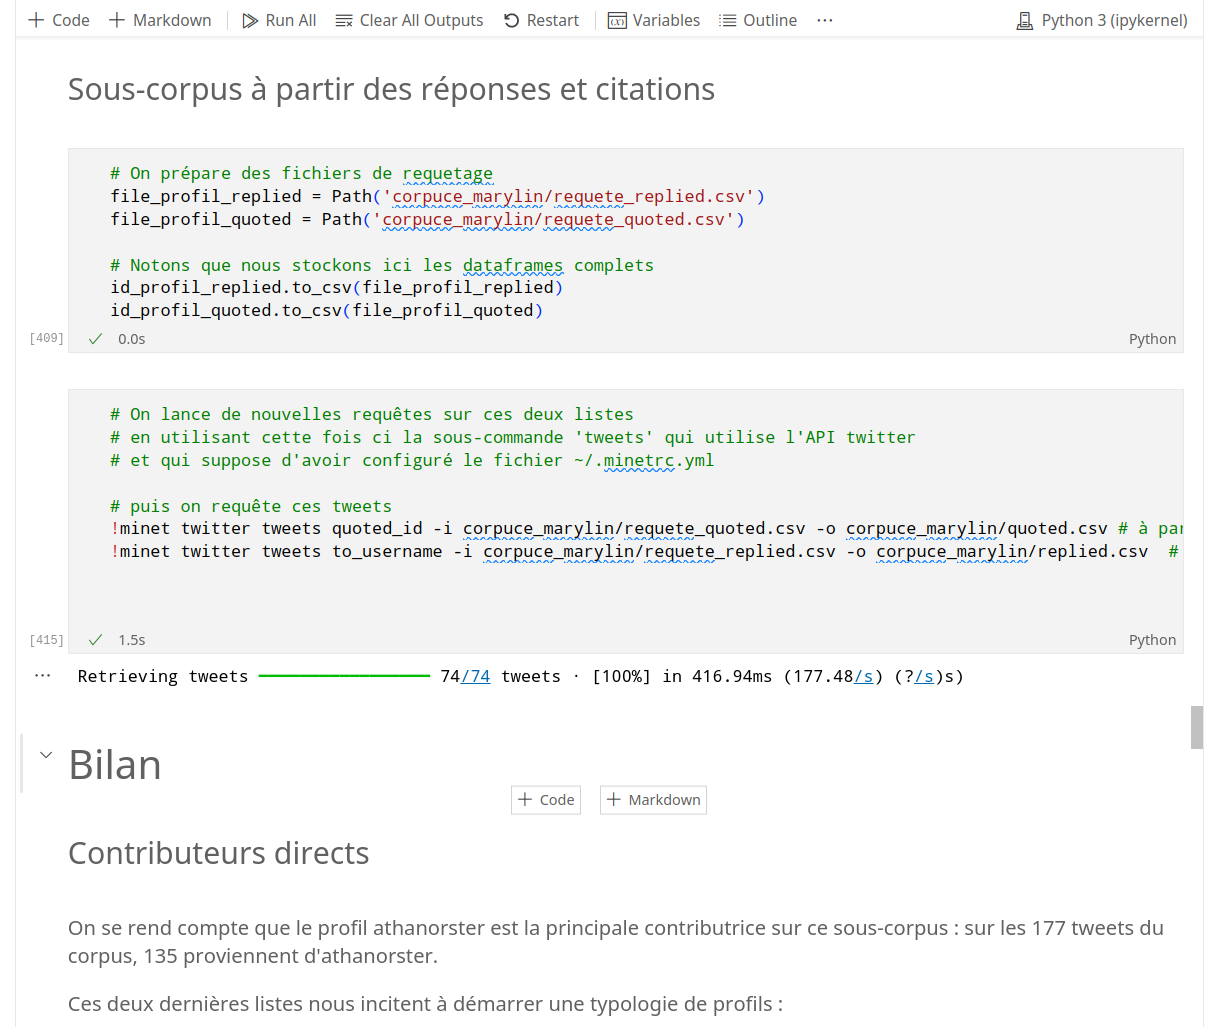 Code Markdown Run All Clear All Outputs Restart Variables Outline ··· Python 3 (ipykernel)
Sous-corpus à partir des réponses et citations
# On prépare des fichiers de requetage
file_profil_replied = Path('corpuce_marylin/requete_replied.csv')
file_profil_quoted = Path('corpuce_marylin/requete_quoted.csv')
# Notons que nous stockons ici les dataframes complets
id_profil_replied.to_csv(file_profil_replied)
id_profil_quoted.to_csv(file_profil_quoted)
[409] 0.0s Python
# On lance de nouvelles requêtes sur ces deux listes
# en utilisant cette fois ci la sous-commande 'tweets' qui utilise l'API twitter
# et qui suppose d'avoir configuré le fichier ~/.minetrc.yml
# puis on requête ces tweets
!minet twitter tweets quoted_id -i corpuce_marylin/requete_quoted.csv -o corpuce_marylin/quoted.csv # à par
!minet twitter tweets to_username -i corpuce_marylin/requete_replied.csv -o corpuce_marylin/replied.csv  #
[415] 1.5s Python
··· Retrieving tweets 74/74 tweets · [100%] in 416.94ms (177.48/s) (?/s)s)
Bilan
Code Markdown
Contributeurs directs
On se rend compte que le profil athanorster est la principale contributrice sur ce sous-corpus : sur les 177 tweets du
corpus, 135 proviennent d'athanorster.
Ces deux dernières listes nous incitent à démarrer une typologie de profils :